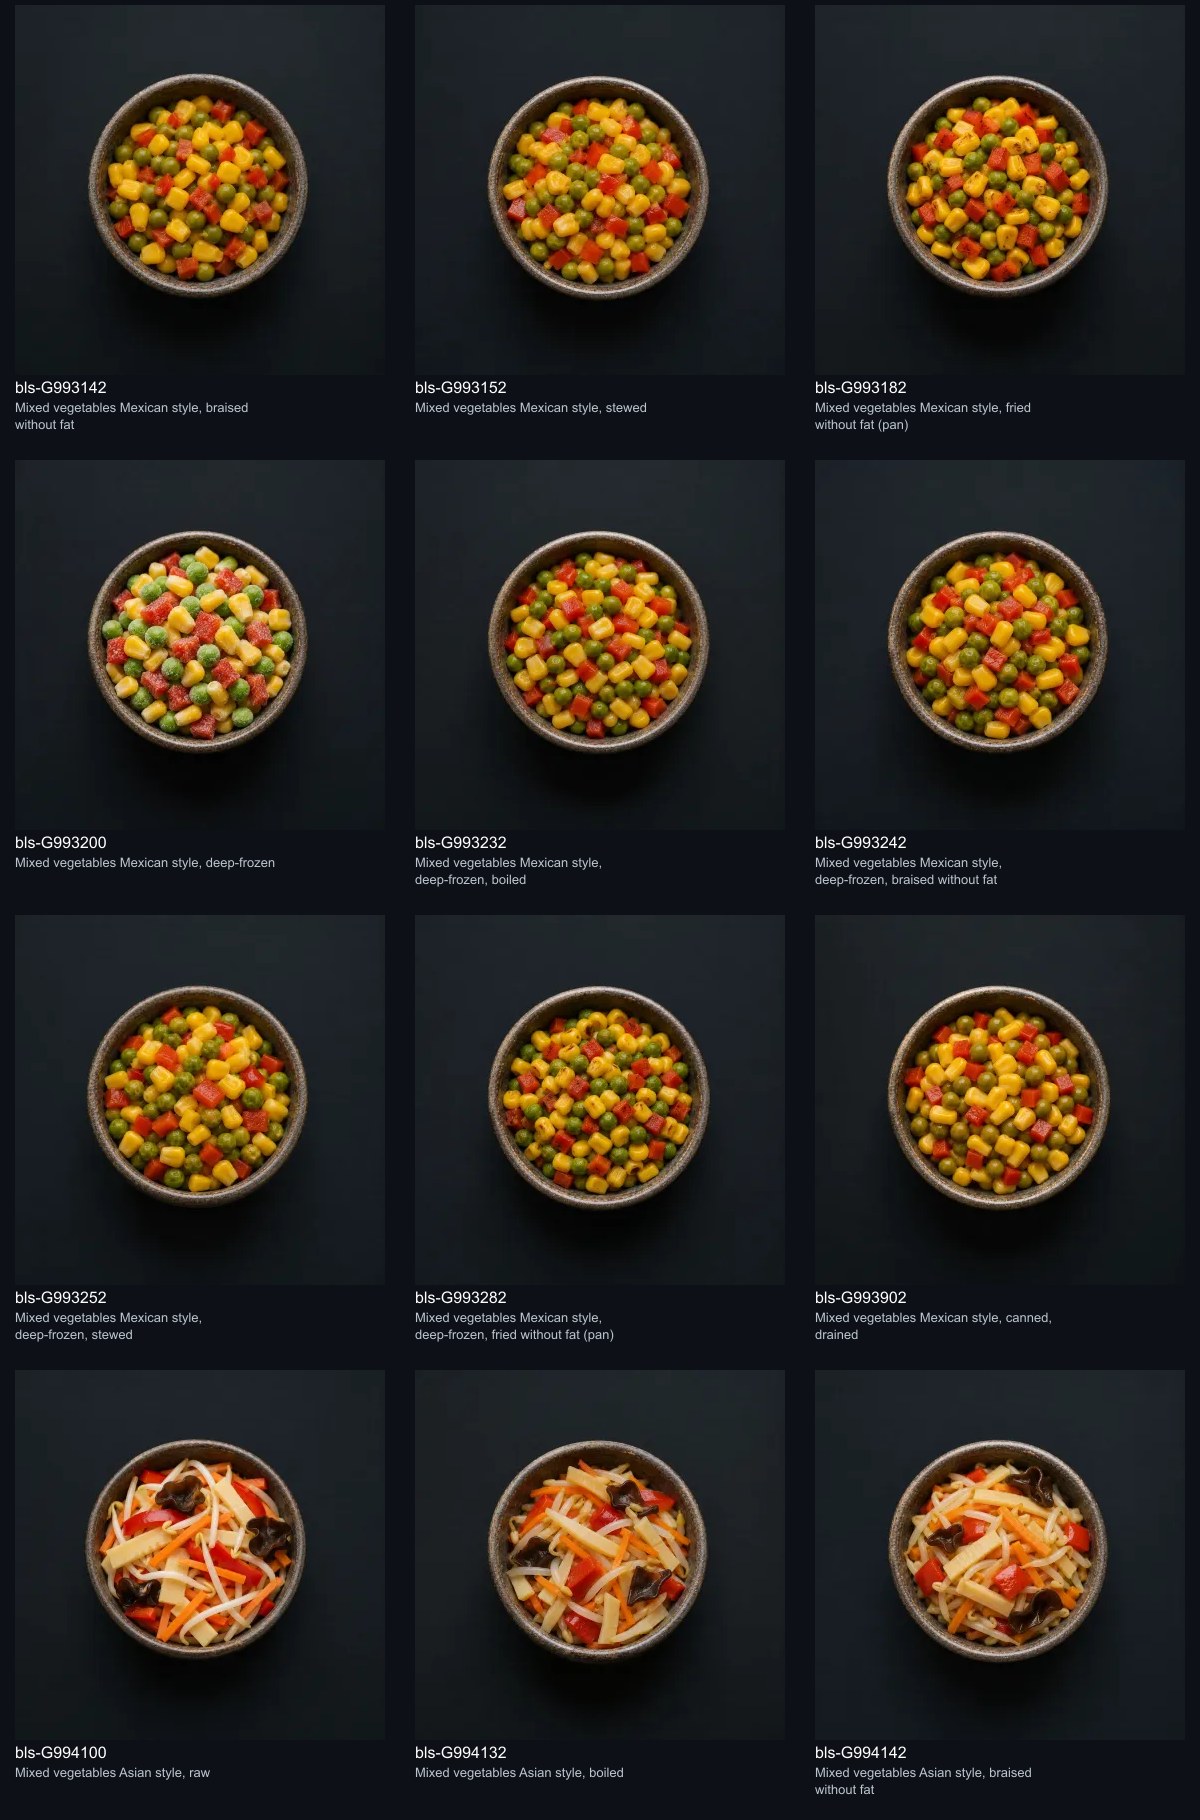 bls-G993142
Mixed vegetables Mexican style, braised
without fat
bls-G993152
Mixed vegetables Mexican style, stewed
bls-G993182
Mixed vegetables Mexican style, fried
without fat (pan)
bls-G993200
Mixed vegetables Mexican style, deep-frozen
bls-G993232
Mixed vegetables Mexican style,
deep-frozen, boiled
bls-G993242
Mixed vegetables Mexican style,
deep-frozen, braised without fat
bls-G993252
Mixed vegetables Mexican style,
deep-frozen, stewed
bls-G993282
Mixed vegetables Mexican style,
deep-frozen, fried without fat (pan)
bls-G993902
Mixed vegetables Mexican style, canned,
drained
bls-G994100
Mixed vegetables Asian style, raw
bls-G994132
Mixed vegetables Asian style, boiled
bls-G994142
Mixed vegetables Asian style, braised
without fat